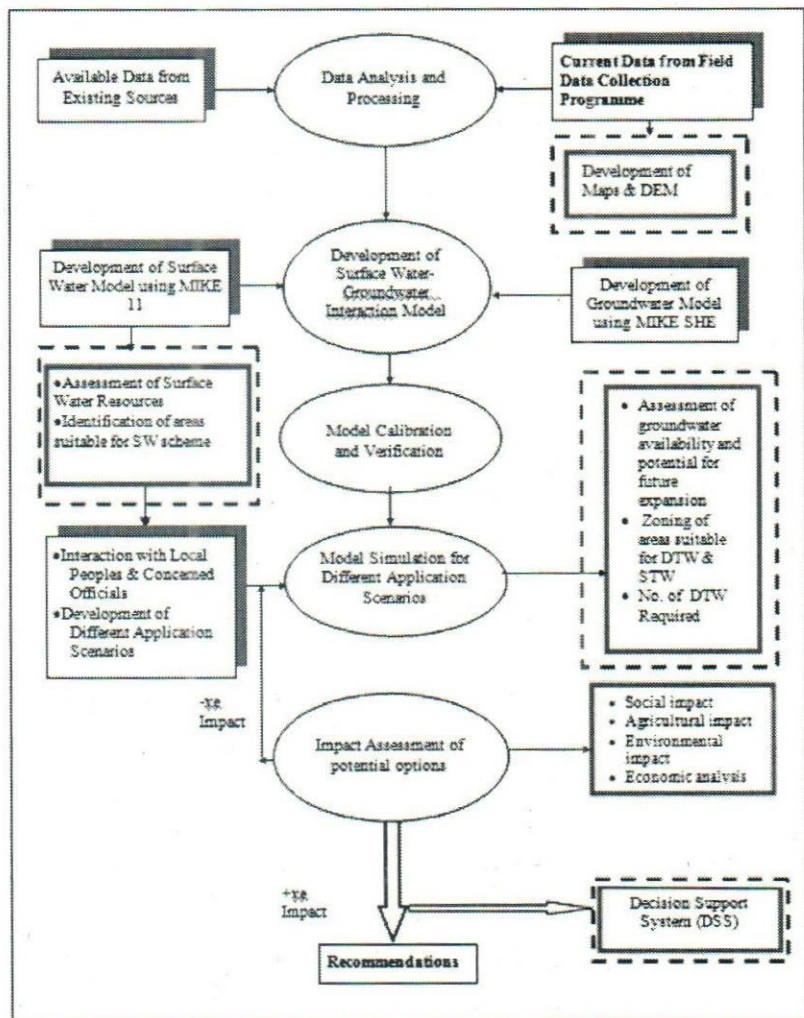 Available Data from
Existing Sources
Data Analysis and
Processing
Current Data from Field
Data Collection
Programme
Development of
Maps & DEM
Development of Surface
Water Model using MIKE
11
Development of
Surface Water-
Groundwater
Interaction Model
Development of
Groundwater Model
using MIKE SHE
●Assessment of Surface
Water Resources
●Identification of areas
suitable for SW scheme
Model Calibration
and Verification
• Assessment of
groundwater
availability and
potential for
future
expansion
• Zoning of
areas suitable
for DTW &
STW
• No. of DTW
Required
●Interaction with Local
Peoples & Concerned
Officials
●Development of
Different Application
Scenarios
Model Simulation for
Different Application
Scenarios
-ve
Impact
Impact Assessment of
potential options
• Social impact
• Agricultural impact
• Environmental
impact
• Economic analysis
+ve
Impact
Decision Support
System (DSS)
Recommendations